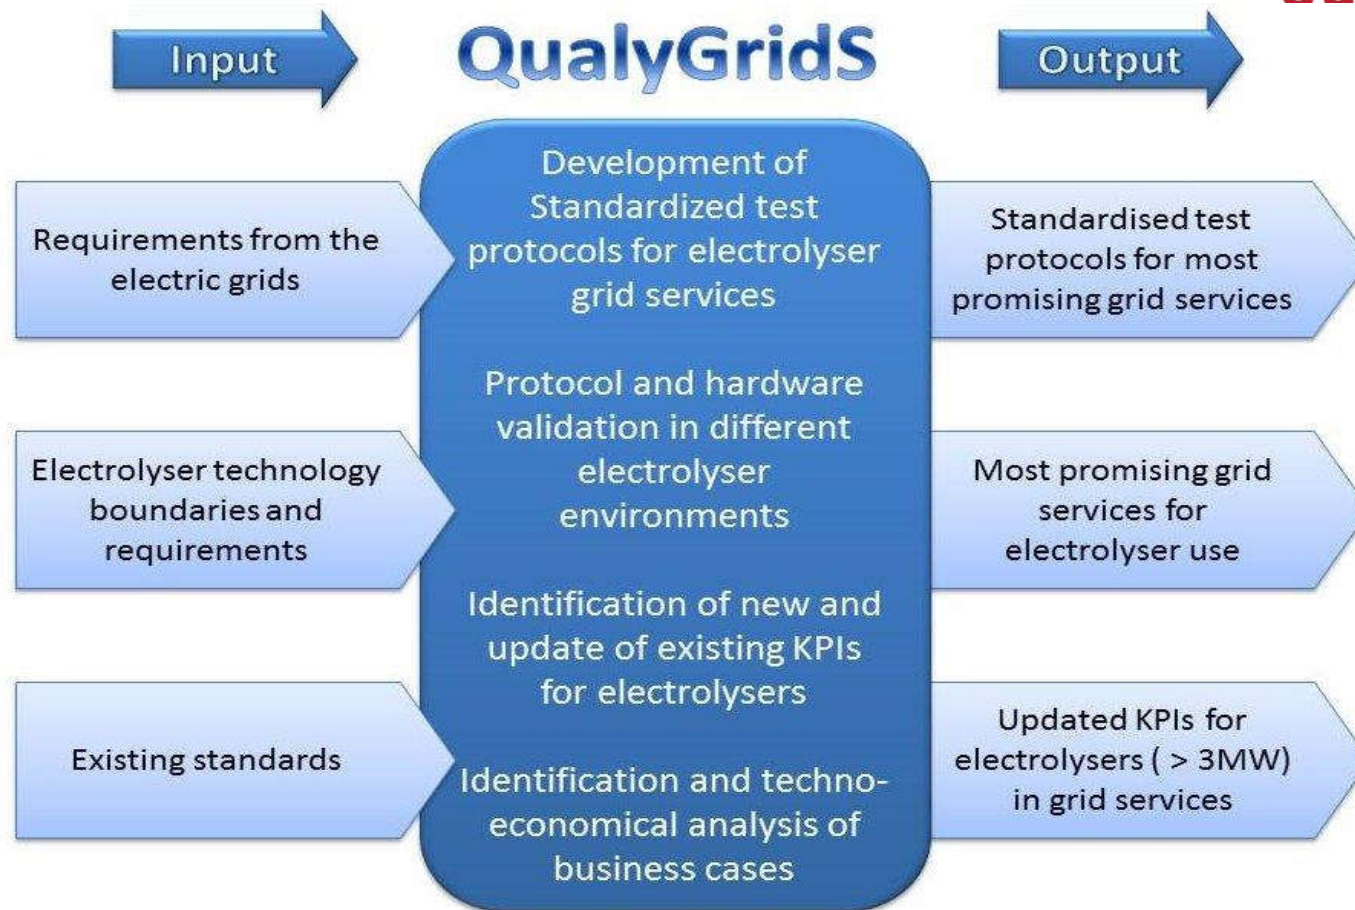 Input
QualyGridS
Output
Requirements from the
electric grids
Electrolyser technology
boundaries and
requirements
Existing standards
Development of
Standardized test
protocols for electrolyser
grid services
Protocol and hardware
validation in different
electrolyser
environments
Identification of new and
update of existing KPIs
for electrolysers
Identification and techno-
economical analysis of
business cases
Standardised test
protocols for most
promising grid services
Most promising grid
services for
electrolyser use
Updated KPIs for
electrolysers ( > 3MW)
in grid services